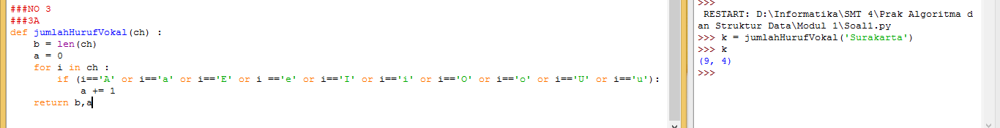 ###NO 3
###3A
def jumlahHurufVokal(ch) :
    b = len(ch)
    a = 0
    for i in ch :
        if (i=='A' or i=='a' or i=='E' or i =='e' or i=='I' or i=='i' or i=='O' or i=='o' or i=='U' or i=='u'):
            a += 1
    return b,a
>>>
 RESTART: D:\Informatika\SMT 4\Prak Algoritma d
an Struktur Data\Modul 1\Soal1.py
>>> k = jumlahHurufVokal('Surakarta')
>>> k
(9, 4)
>>>